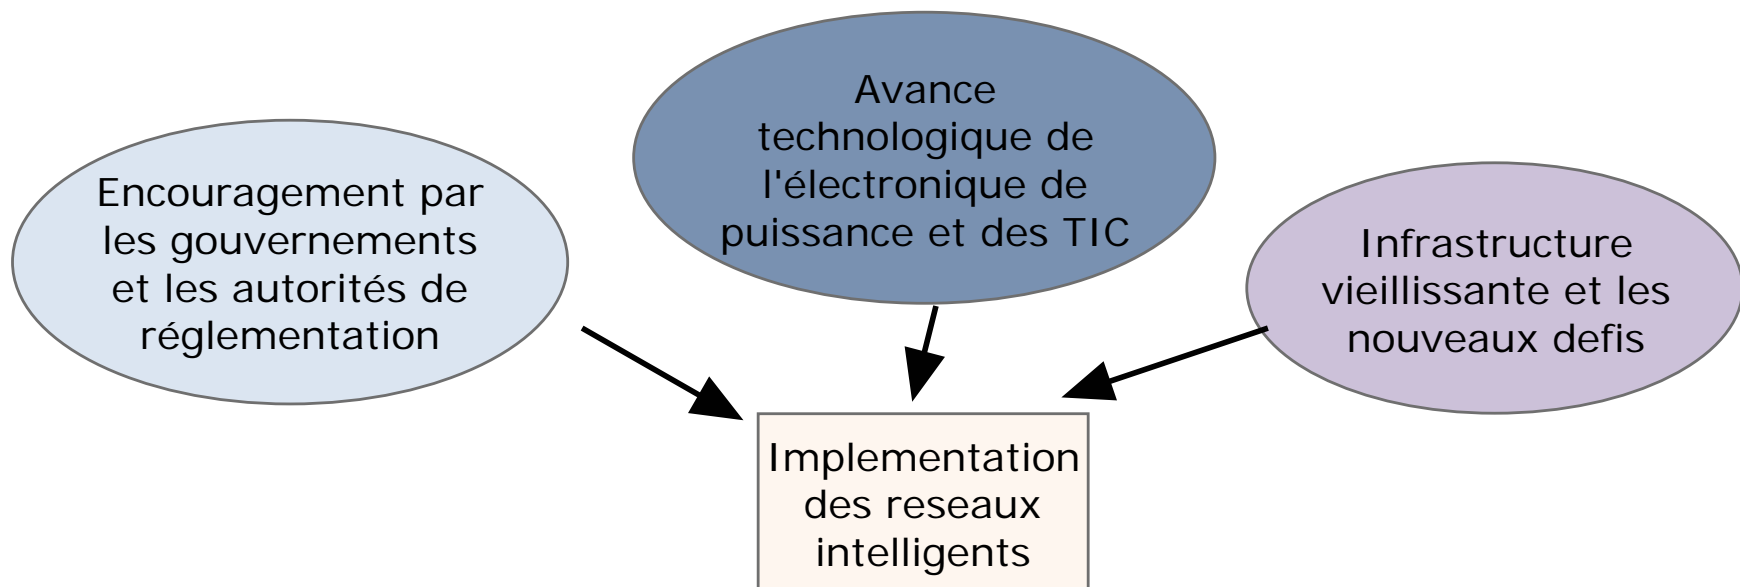 Encouragement par
les gouvernements
et les autorités de
réglementation
Avance
technologique de
l'électronique de
puissance et des TIC
Infrastructure
vieillissante et les
nouveaux defis
Implementation
des reseaux
intelligents